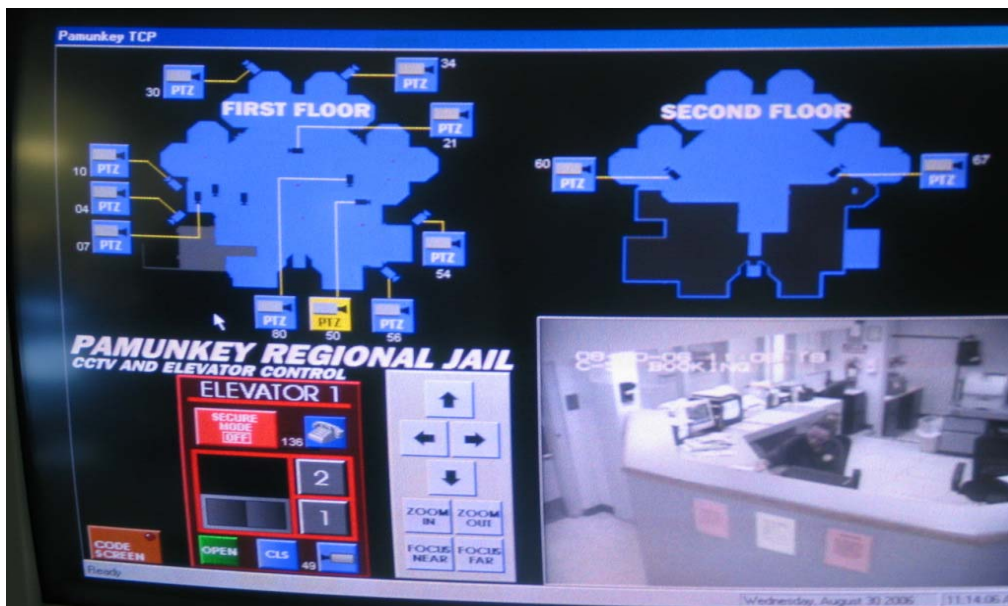 Pamunkey TCP
34
30
PTZ
PTZ
FIRST FLOOR
SECOND FLOOR
PTZ
21
PTZ
10
60
PTZ
PTZ
67
PTZ
04
PTZ
07
PTZ
54
PTZ
80
PTZ
50
PTZ
56
PAMUNKEY REGIONAL JAIL
CCTV AND ELEVATOR CONTROL
ELEVATOR 1
SECURE
MODE
OFF
136
2
1
OPEN
CLS
49
CODE
SCREEN
ZOOM
IN
ZOOM
OUT
FOCUS
NEAR
FOCUS
FAR
BOOKING
Ready
Wednesday, August 30 2006
11:14:06